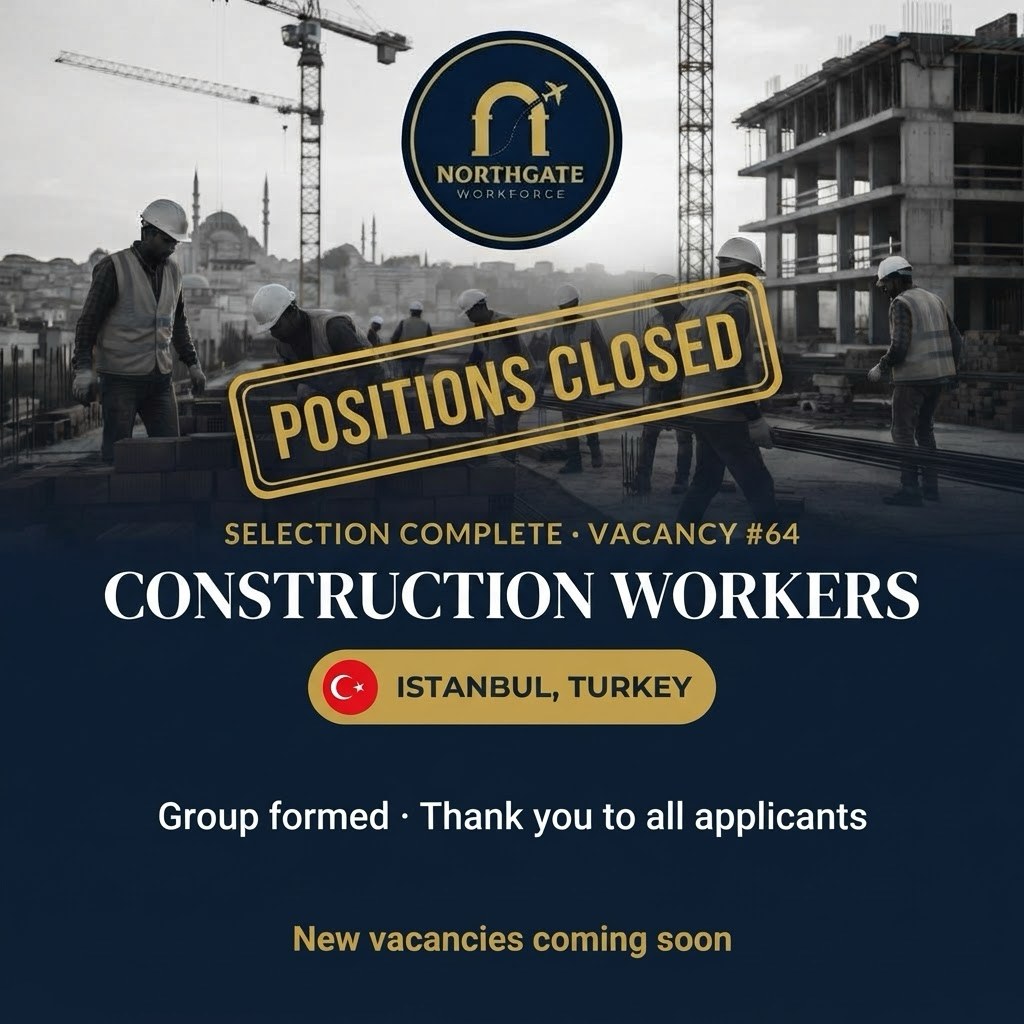 NORTHGATE
WORKFORCE
POSITIONS CLOSED
SELECTION COMPLETE · VACANCY #64
CONSTRUCTION WORKERS
ISTANBUL, TURKEY
Group formed · Thank you to all applicants
New vacancies coming soon